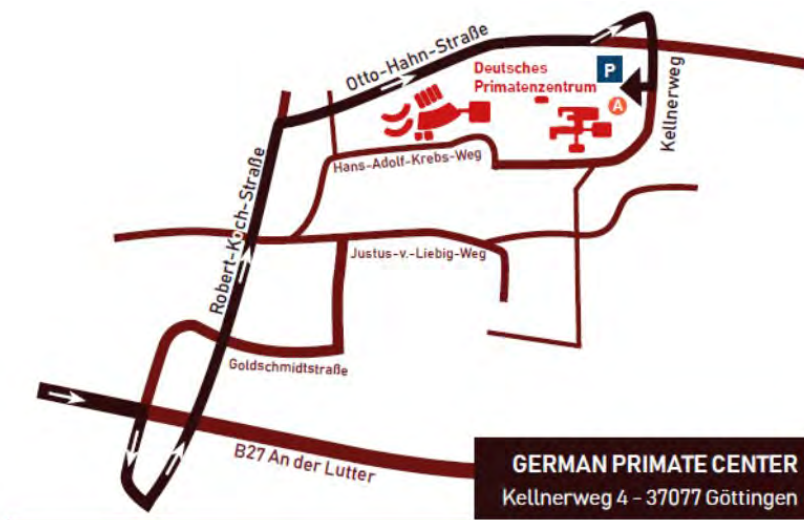 Otto-Hahn-Straße
Deutsches
Primatenzentrum
P
A
Kellnerweg
Hans-Adolf-Krebs-Weg
Robert-Koch-Straße
Justus-v.-Liebig-Weg
Goldschmidtstraße
B27 An der Lutter
GERMAN PRIMATE CENTER
Kellnerweg 4 - 37077 Göttingen